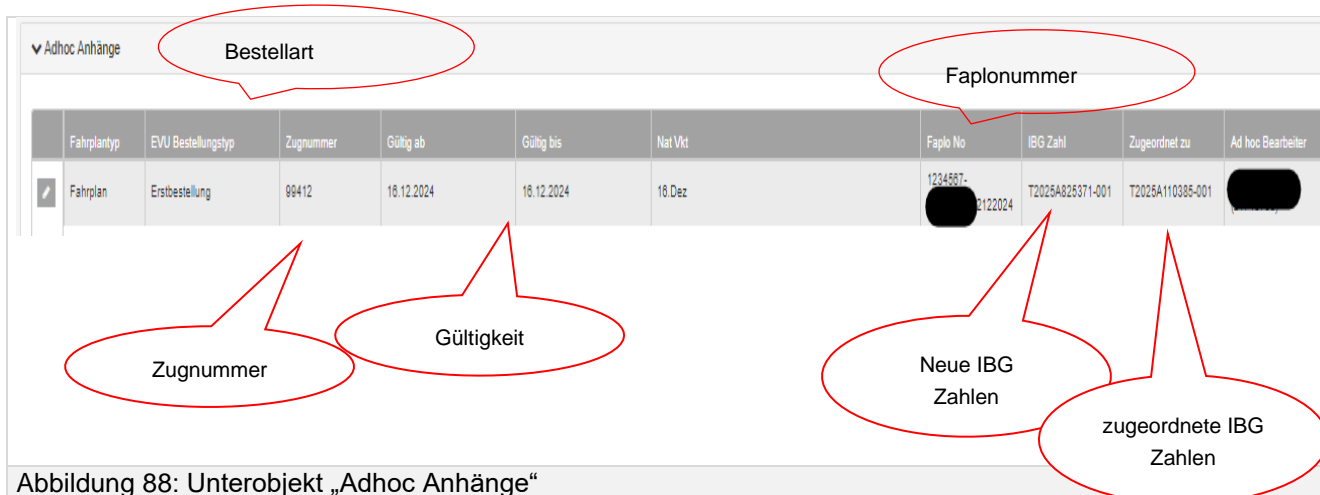 Adhoc Anhänge
Bestellart
Faplonummer
Fahrplantyp EVU Bestellungstyp Zugnummer Gültig ab Gültig bis Nat Vkt Faplo No IBG Zahl Zugeordnet zu Ad hoc Bearbeiter
Fahrplan Erstbestellung 99412 16.12.2024 16.12.2024 16.Dez 1234567- T2025A825371-001 T2025A110385-001
2122024
Gültigkeit
Zugnummer
Neue IBG
Zahlen
zugeordnete IBG
Zahlen
Abbildung 88: Unterobjekt „Adhoc Anhänge“